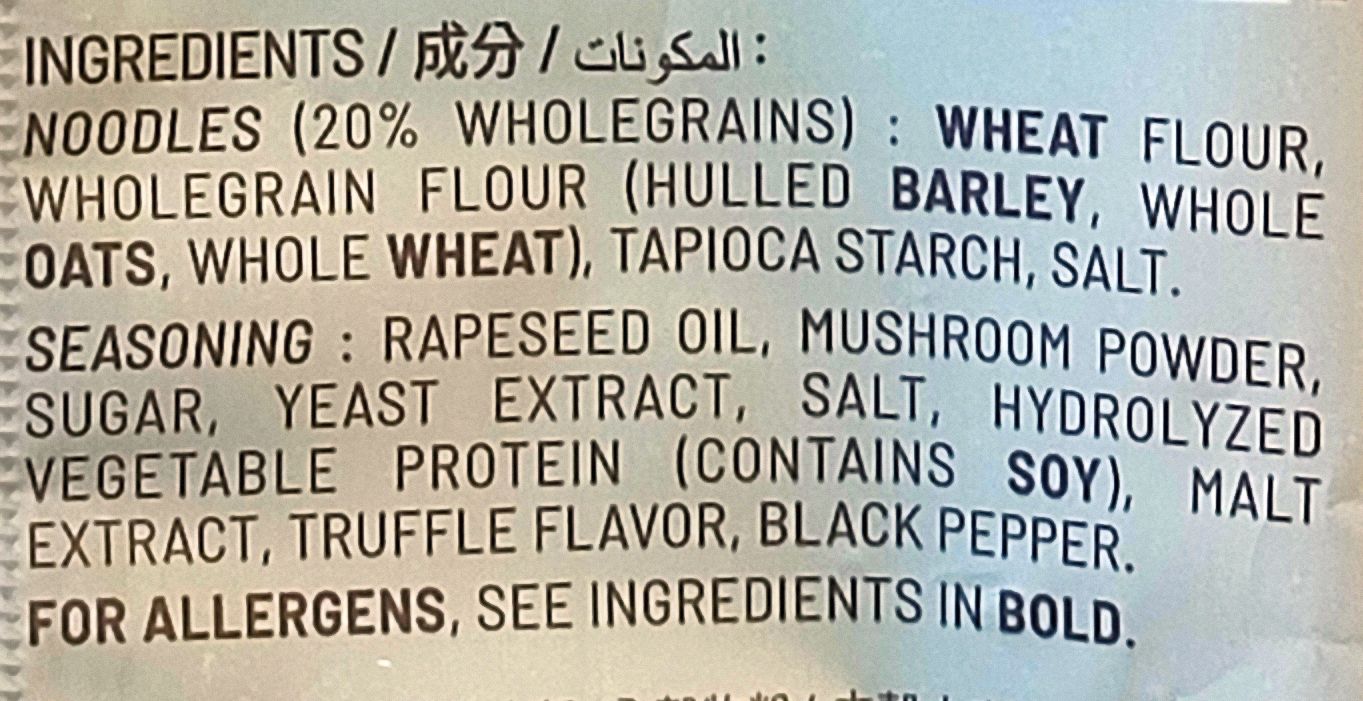 INGREDIENTS / 成分 / المكونات :
NOODLES (20% WHOLEGRAINS) : WHEAT FLOUR,
WHOLEGRAIN FLOUR (HULLED BARLEY, WHOLE
OATS, WHOLE WHEAT), TAPIOCA STARCH, SALT.
SEASONING : RAPESEED OIL, MUSHROOM POWDER,
SUGAR, YEAST EXTRACT, SALT, HYDROLYZED
VEGETABLE PROTEIN (CONTAINS SOY), MALT
EXTRACT, TRUFFLE FLAVOR, BLACK PEPPER.
FOR ALLERGENS, SEE INGREDIENTS IN BOLD.